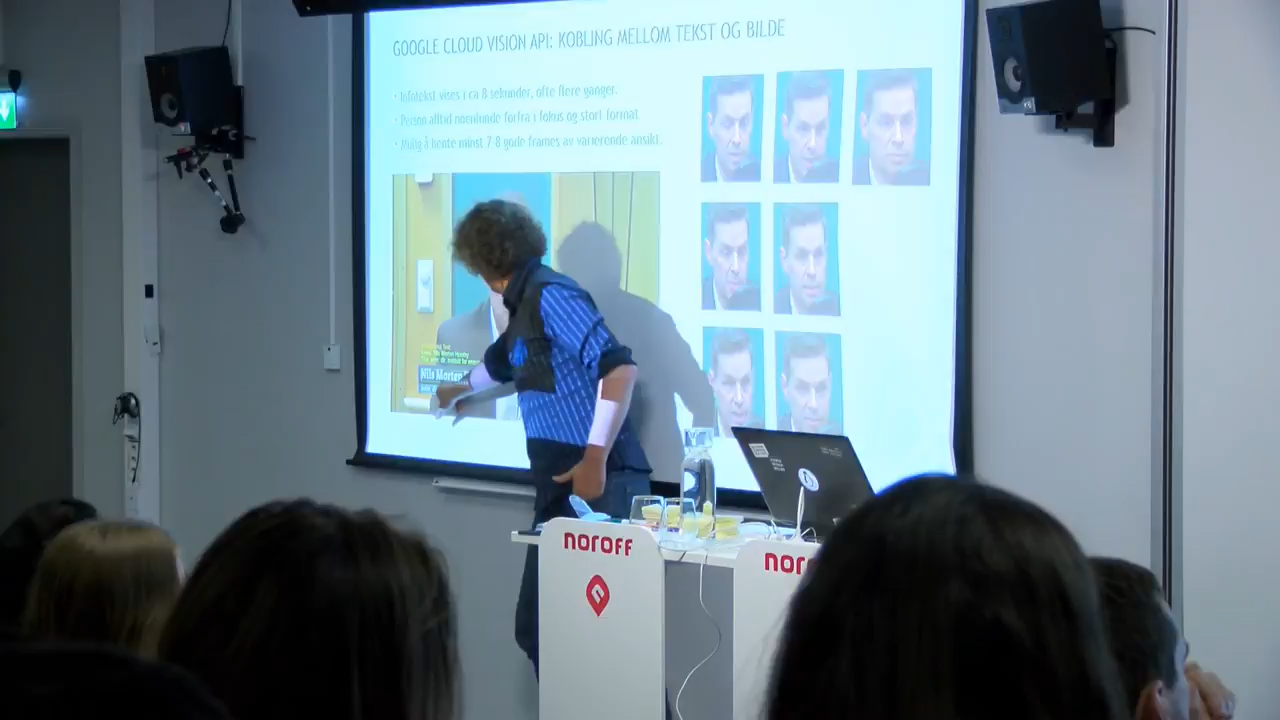 GOOGLE CLOUD VISION API: KOBLING MELLOM TEKST OG BILDE
• Infotekst vises i ca 8 sekunder, ofte flere ganger.
• Person alltid noenlunde forfra i fokus og stort format
• Mulig å hente minst 7-8 gode frames av varierende ansikt.
Nils Morten
noroff
nor